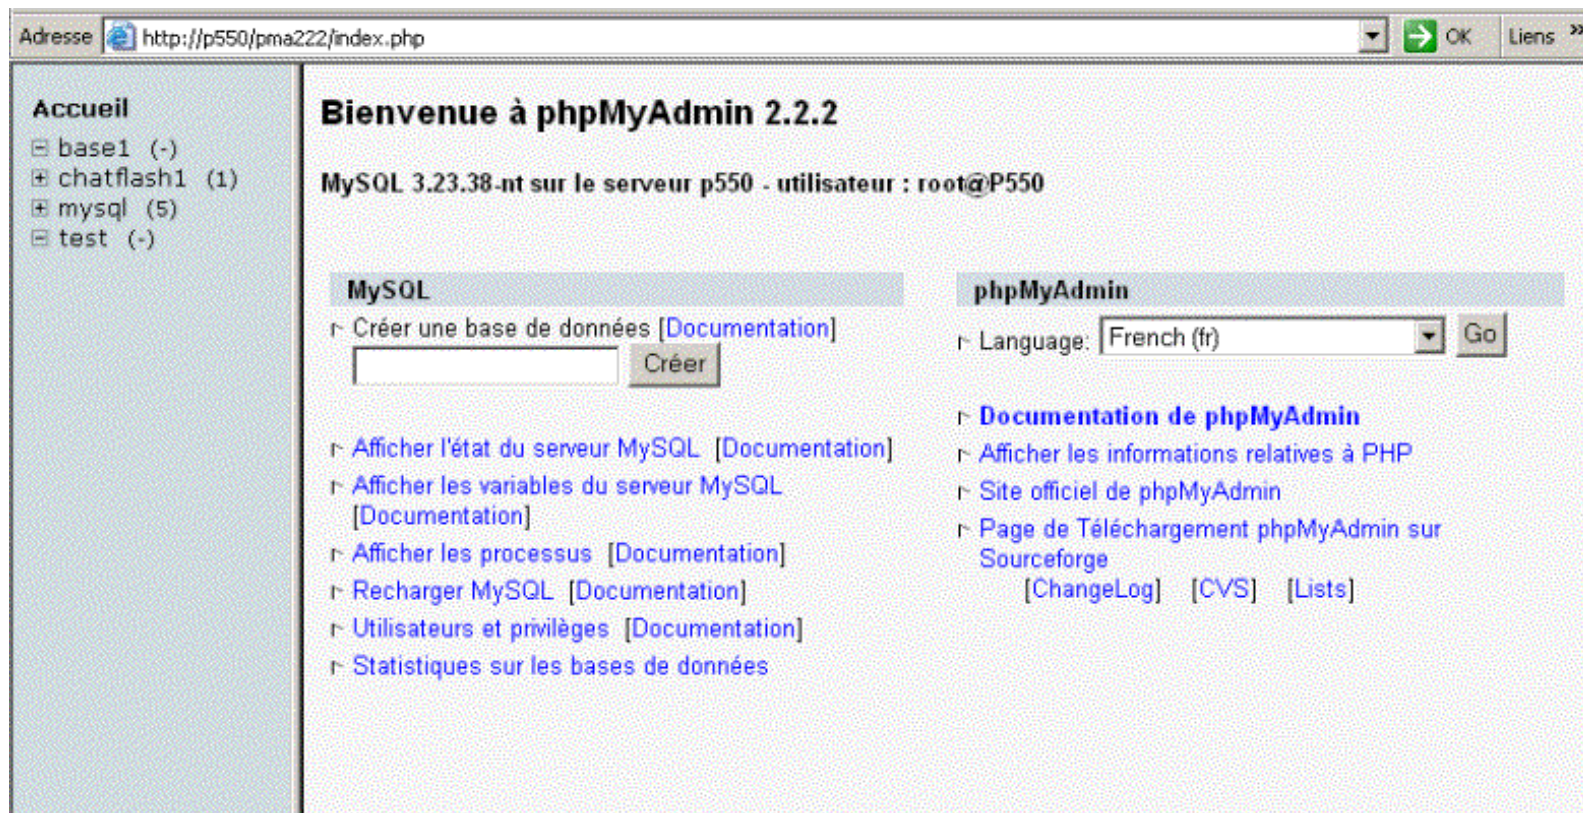 Adresse http://p550/pma222/index.php OK Liens »
Accueil
base1 (-)
chatflash1 (1)
mysql (5)
test (-)
Bienvenue à phpMyAdmin 2.2.2
MySQL 3.23.38-nt sur le serveur p550 - utilisateur : root@P550
MySQL
Créer une base de données [Documentation]
Créer
Afficher l'état du serveur MySQL [Documentation]
Afficher les variables du serveur MySQL
[Documentation]
Afficher les processus [Documentation]
Recharger MySQL [Documentation]
Utilisateurs et privilèges [Documentation]
Statistiques sur les bases de données
phpMyAdmin
Language: French (fr) Go
Documentation de phpMyAdmin
Afficher les informations relatives à PHP
Site officiel de phpMyAdmin
Page de Téléchargement phpMyAdmin sur
Sourceforge
[ChangeLog] [CVS] [Lists]